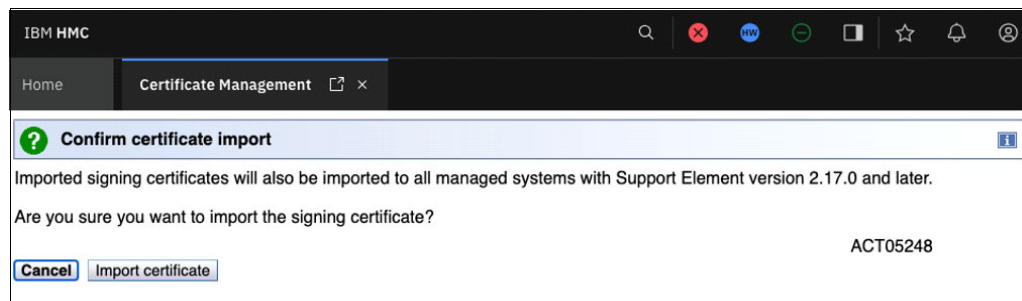 IBM HMC
HW
Home
Certificate Management
Confirm certificate import
Imported signing certificates will also be imported to all managed systems with Support Element version 2.17.0 and later.
Are you sure you want to import the signing certificate?
ACT05248
Cancel Import certificate